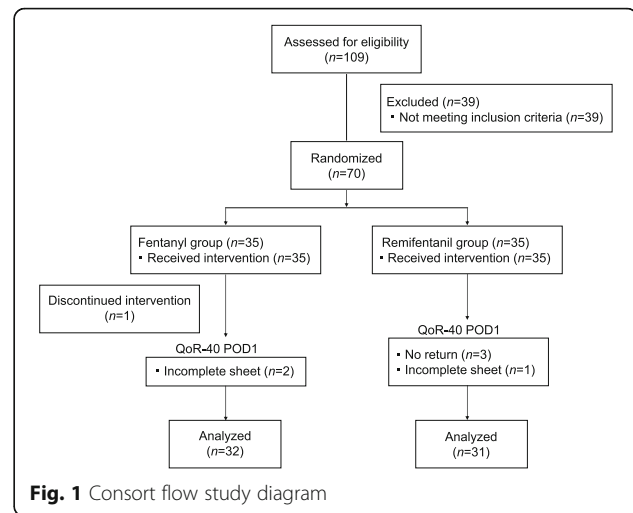 Assessed for eligibility
(n=109)
Excluded (n=39)
▪ Not meeting inclusion criteria (n=39)
Randomized
(n=70)
Fentanyl group (n=35)
▪ Received intervention (n=35)
Remifentanil group (n=35)
▪ Received intervention (n=35)
Discontinued intervention
(n=1)
QoR-40 POD1
▪ Incomplete sheet (n=2)
QoR-40 POD1
▪ No return (n=3)
▪ Incomplete sheet (n=1)
Analyzed
(n=32)
Analyzed
(n=31)
Fig. 1 Consort flow study diagram